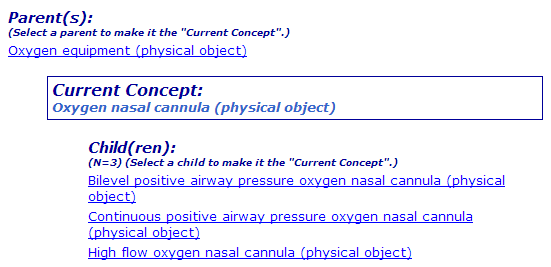 Parent(s):
(Select a parent to make it the "Current Concept".)
Oxygen equipment (physical object)
Current Concept:
Oxygen nasal cannula (physical object)
Child(ren):
(N=3) (Select a child to make it the "Current Concept".)
Bilevel positive airway pressure oxygen nasal cannula (physical
object)
Continuous positive airway pressure oxygen nasal cannula
(physical object)
High flow oxygen nasal cannula (physical object)